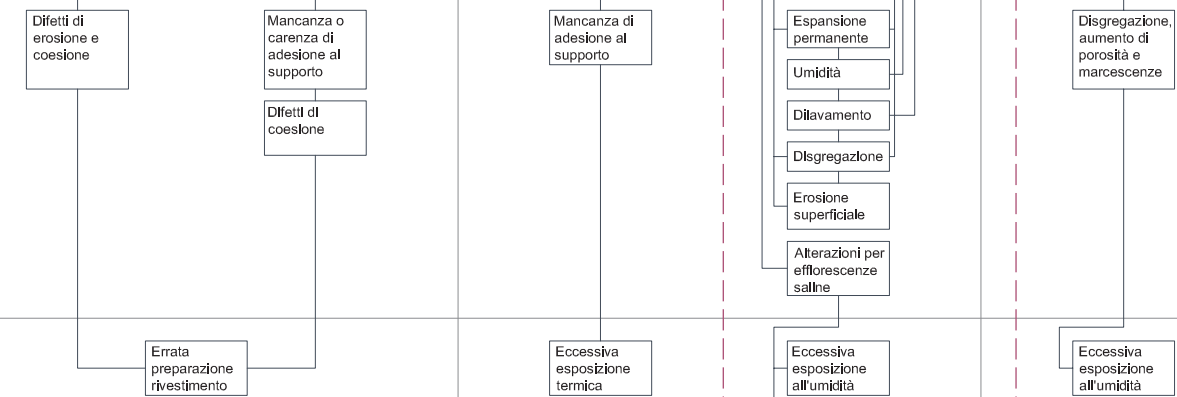 Difetti di
erosione e
coesione
Mancanza o
carenza di
adesione al
supporto
Difetti di
coesione
Mancanza di
adesione al
supporto
Espansione
permanente
Umidità
Dilavamento
Disgregazione
Erosione
superficiale
Alterazioni per
efflorescenze
saline
Disgregazione,
aumento di
porosità e
marcescenze
Errata
preparazione
rivestimento
Eccessiva
esposizione
termica
Eccessiva
esposizione
all'umidità
Eccessiva
esposizione
all'umidità